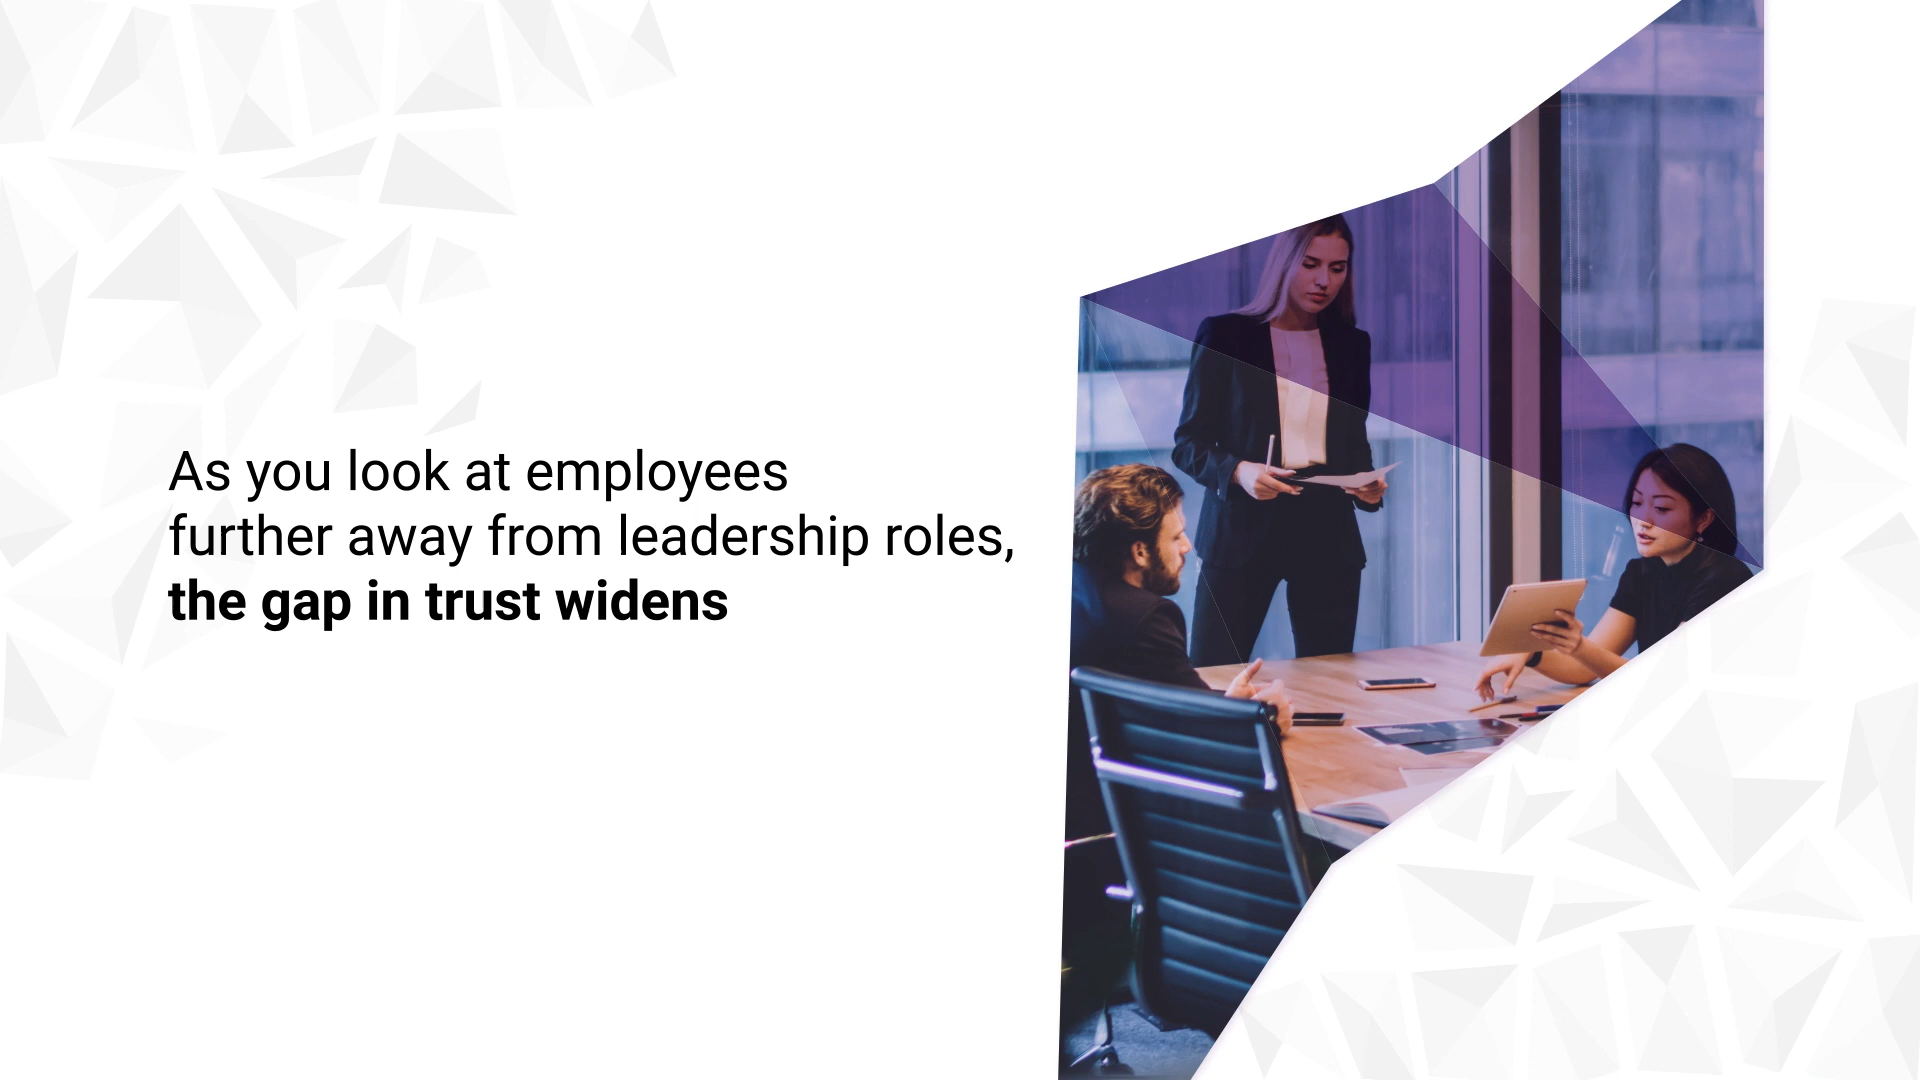 As you look at employees
further away from leadership roles,
the gap in trust widens